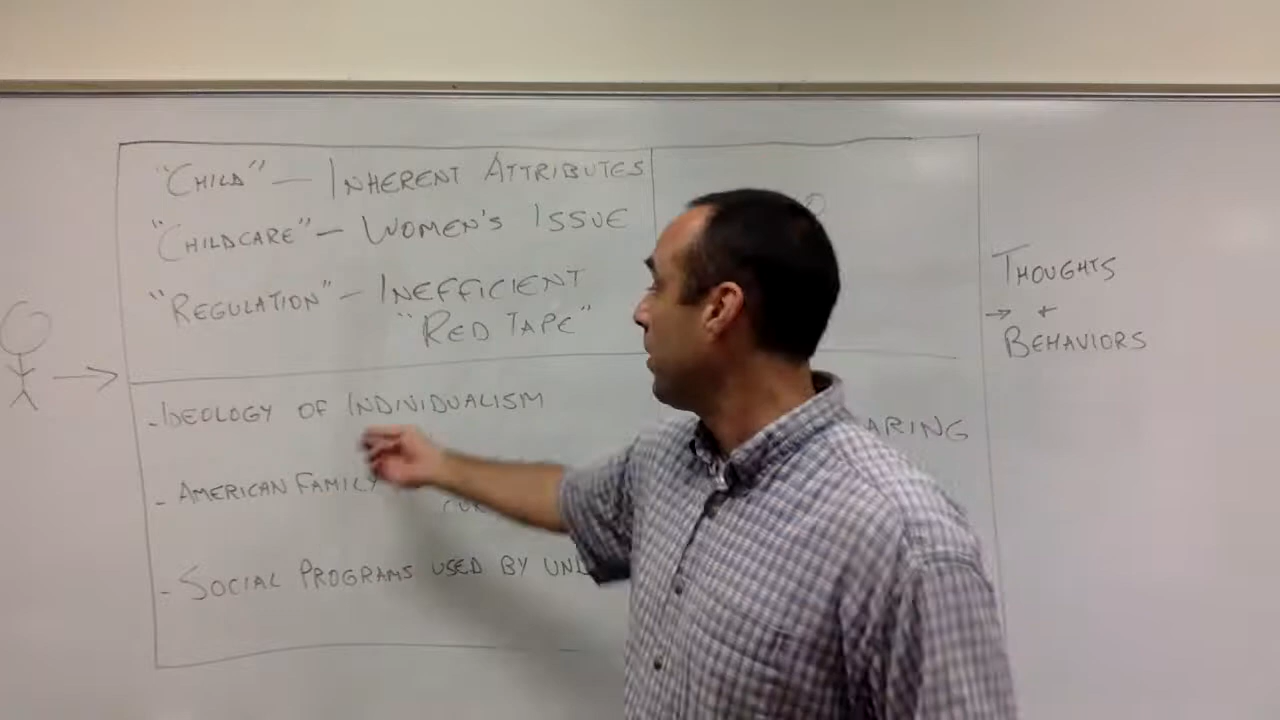 "CHILD" — INHERENT ATTRIBUTES
"CHILDCARE" — WOMEN'S ISSUE
"REGULATION" — INEFFICIENT
"RED TAPE"
- IDEOLOGY OF INDIVIDUALISM
- AMERICAN FAMILY
- SOCIAL PROGRAMS USED BY
THOUGHTS
→ +
BEHAVIORS